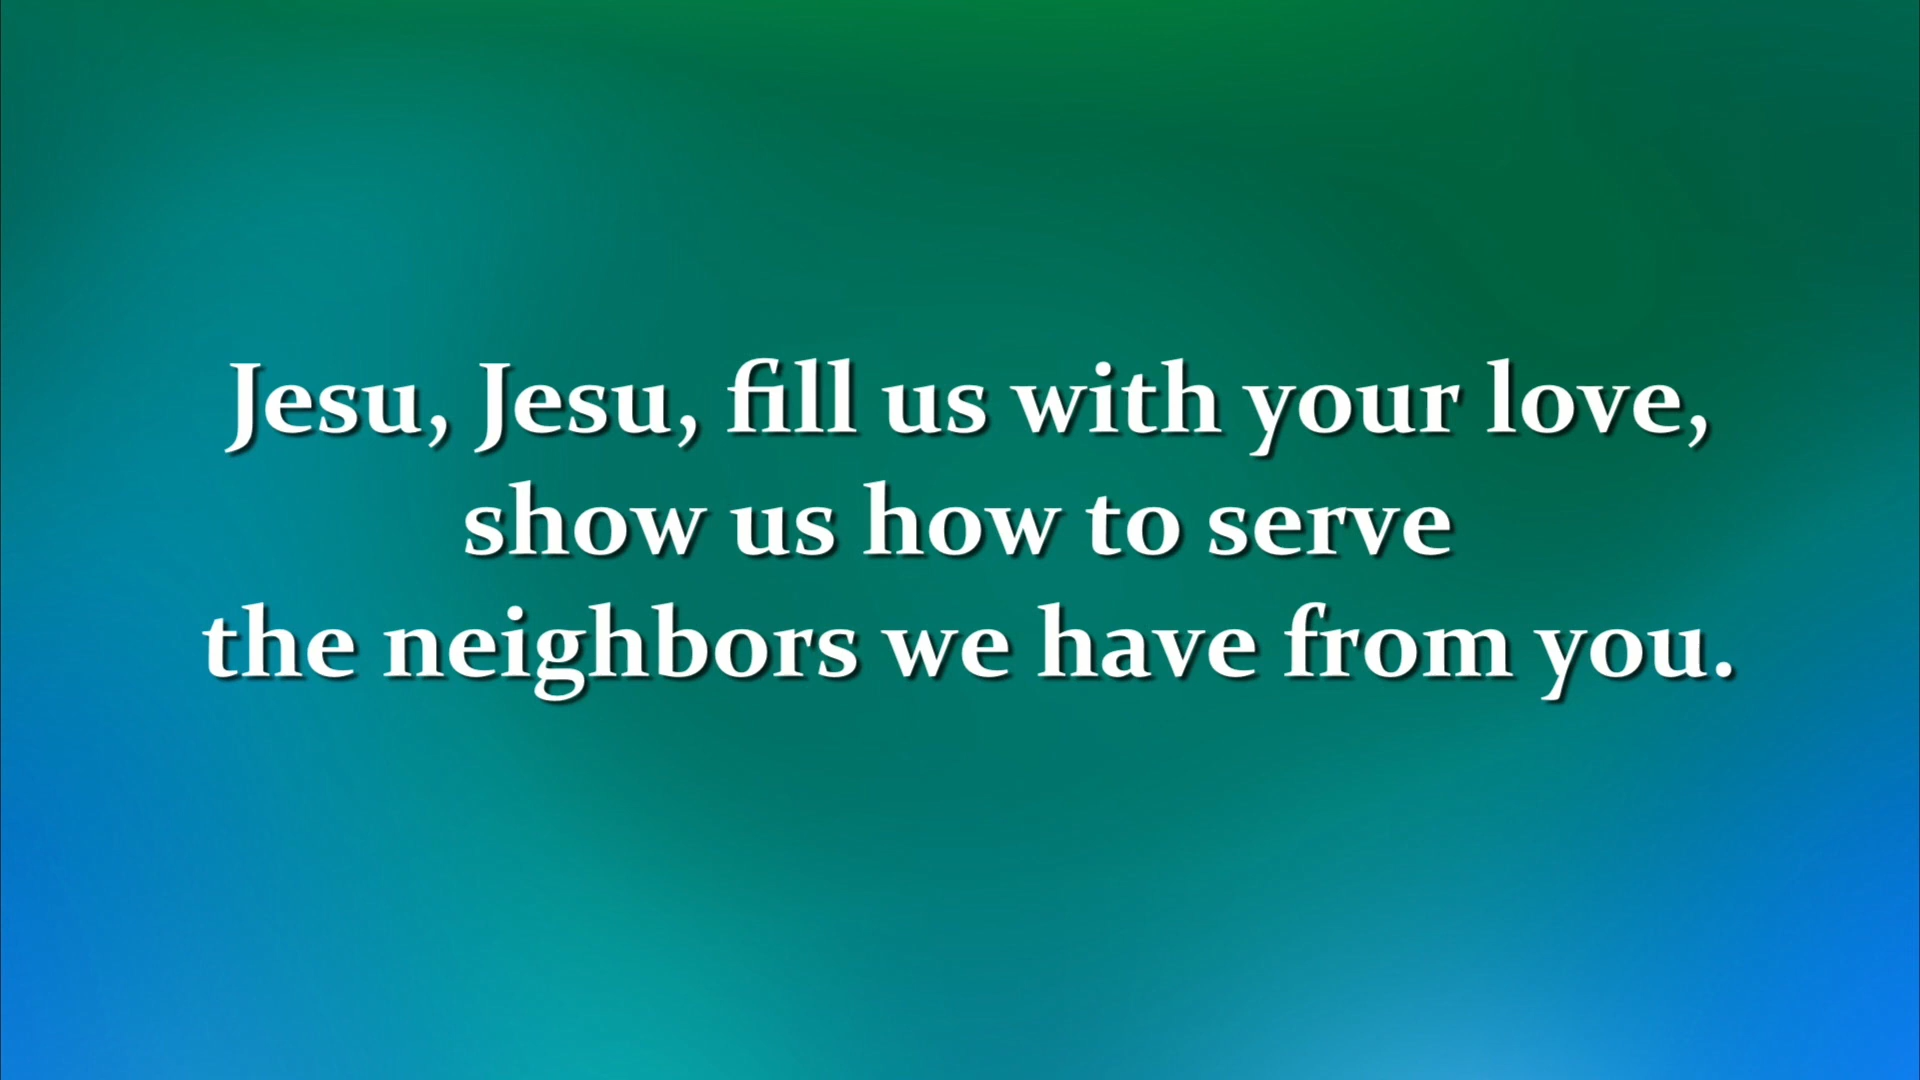 Jesu, Jesu, fill us with your love,
show us how to serve
the neighbors we have from you.